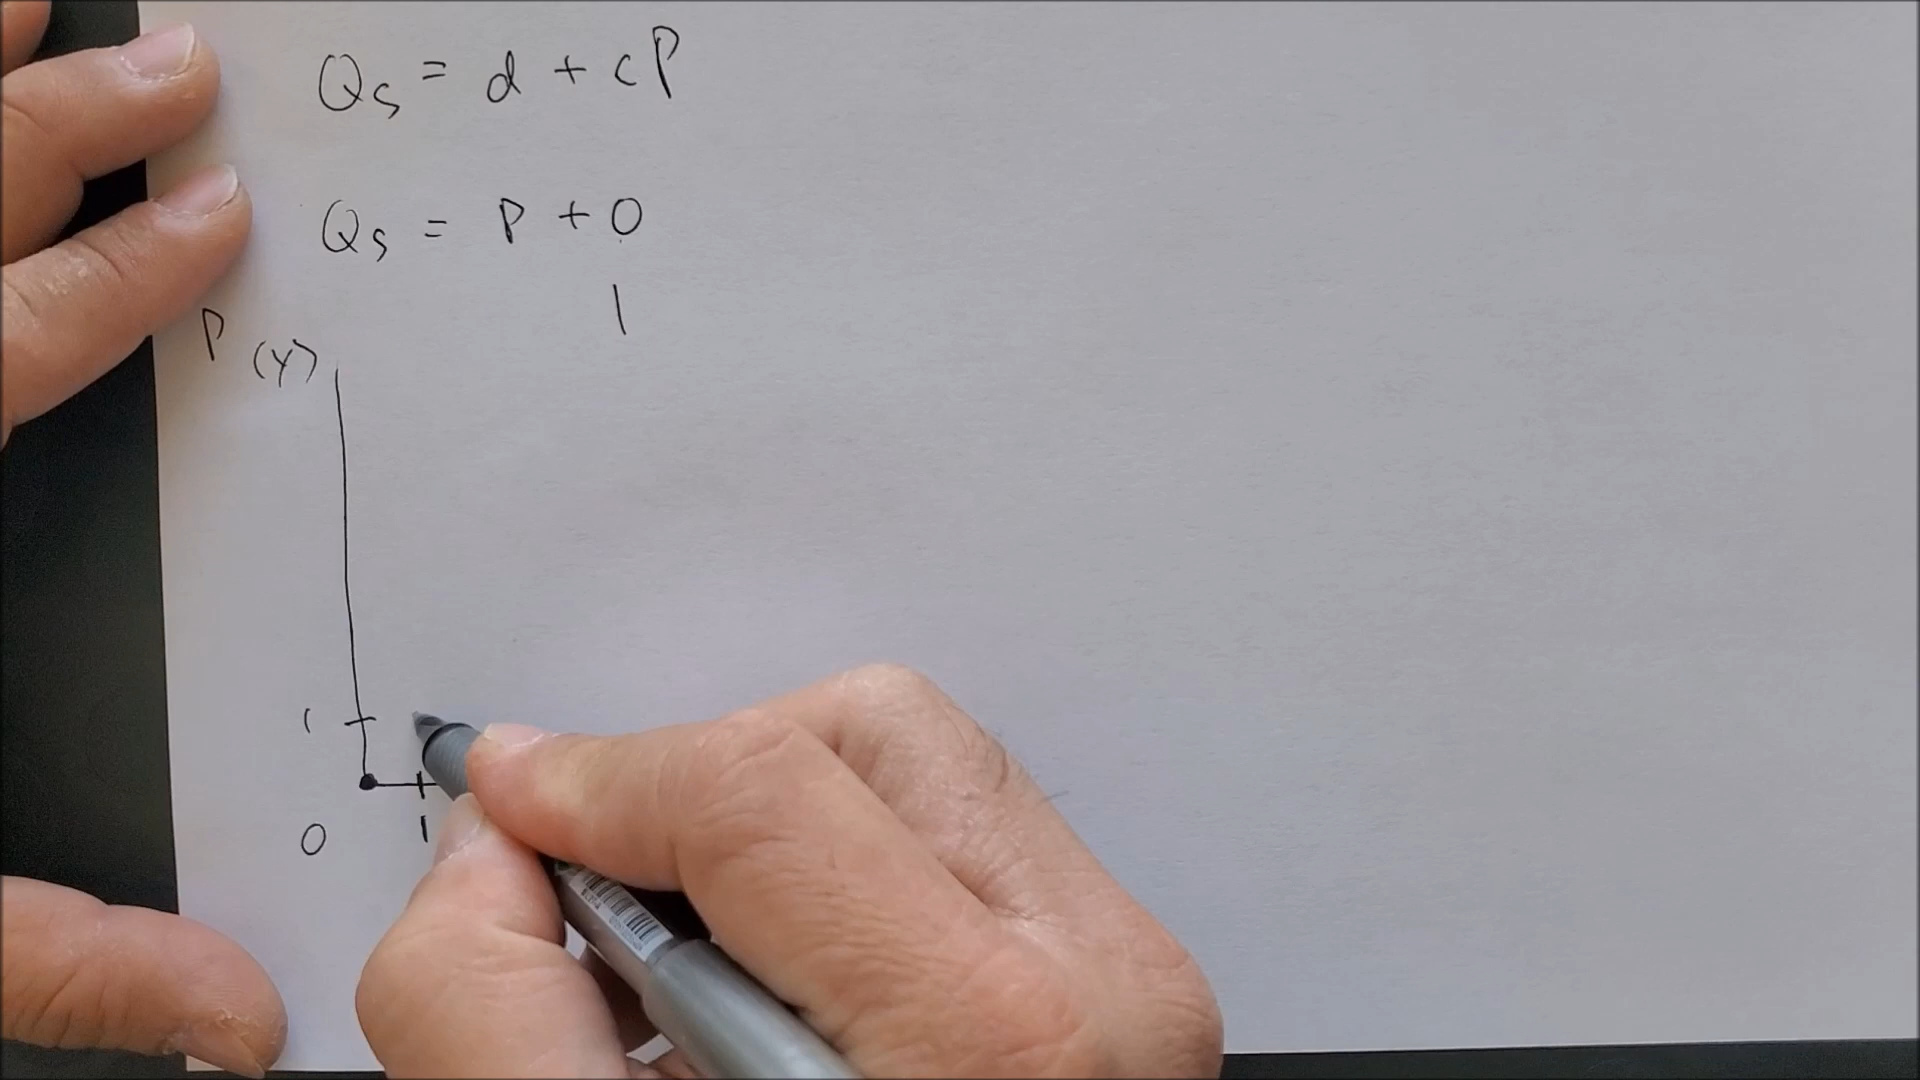 Qs = d + cP
Qs = P + 0
1
P (Y)
1
0 1